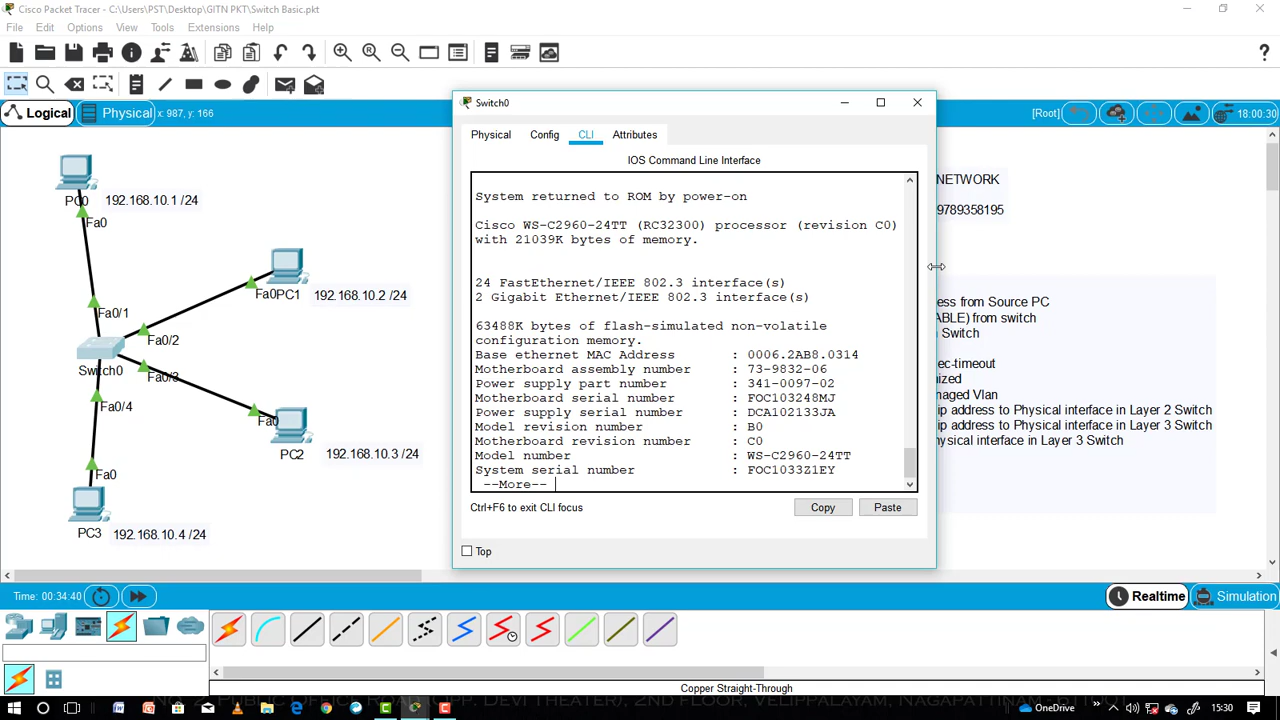 Cisco Packet Tracer - C:\Users\PST\Desktop\GITN PKT\Switch Basic.pkt
File Edit Options View Tools Extensions Help
Logical Physical x: 987, y: 166
[Root] 18:00:30
Switch0
Physical Config CLI Attributes
IOS Command Line Interface
System returned to ROM by power-on
Cisco WS-C2960-24TT (RC32300) processor (revision C0)
with 21039K bytes of memory.
24 FastEthernet/IEEE 802.3 interface(s)
2 Gigabit Ethernet/IEEE 802.3 interface(s)
63488K bytes of flash-simulated non-volatile
configuration memory.
Base ethernet MAC Address : 0006.2AB8.0314
Motherboard assembly number : 73-9832-06
Power supply part number : 341-0097-02
Motherboard serial number : FOC103248MJ
Power supply serial number : DCA102133JA
Model revision number : B0
Motherboard revision number : C0
Model number : WS-C2960-24TT
System serial number : FOC1033Z1EY
--More--
Ctrl+F6 to exit CLI focus
Copy Paste
Top
PC0 192.168.10.1 /24
Fa0
Fa0PC1 192.168.10.2 /24
Fa0/1
Fa0/2
Switch0
Fa0/3
Fa0/4
Fa0
PC2 192.168.10.3 /24
Fa0
PC3 192.168.10.4 /24
NETWORK
9789358195
ess from Source PC
ABLE) from switch
Switch
ec-timeout
ized
naged Vlan
ip address to Physical interface in Layer 2 Switch
ip address to Physical interface in Layer 3 Switch
hysical interface in Layer 3 Switch
Time: 00:34:40
Realtime Simulation
Copper Straight-Through
OPP. DEVI THEATER), 2ND FLOOR, VELIPPALAYAM, NAGAPATTINAM
OneDrive 15:30